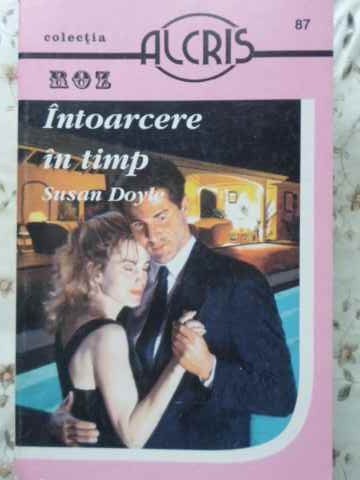 colecția
ROZ
ALCRIS
87
Întoarcere
în timp
Susan Doyle